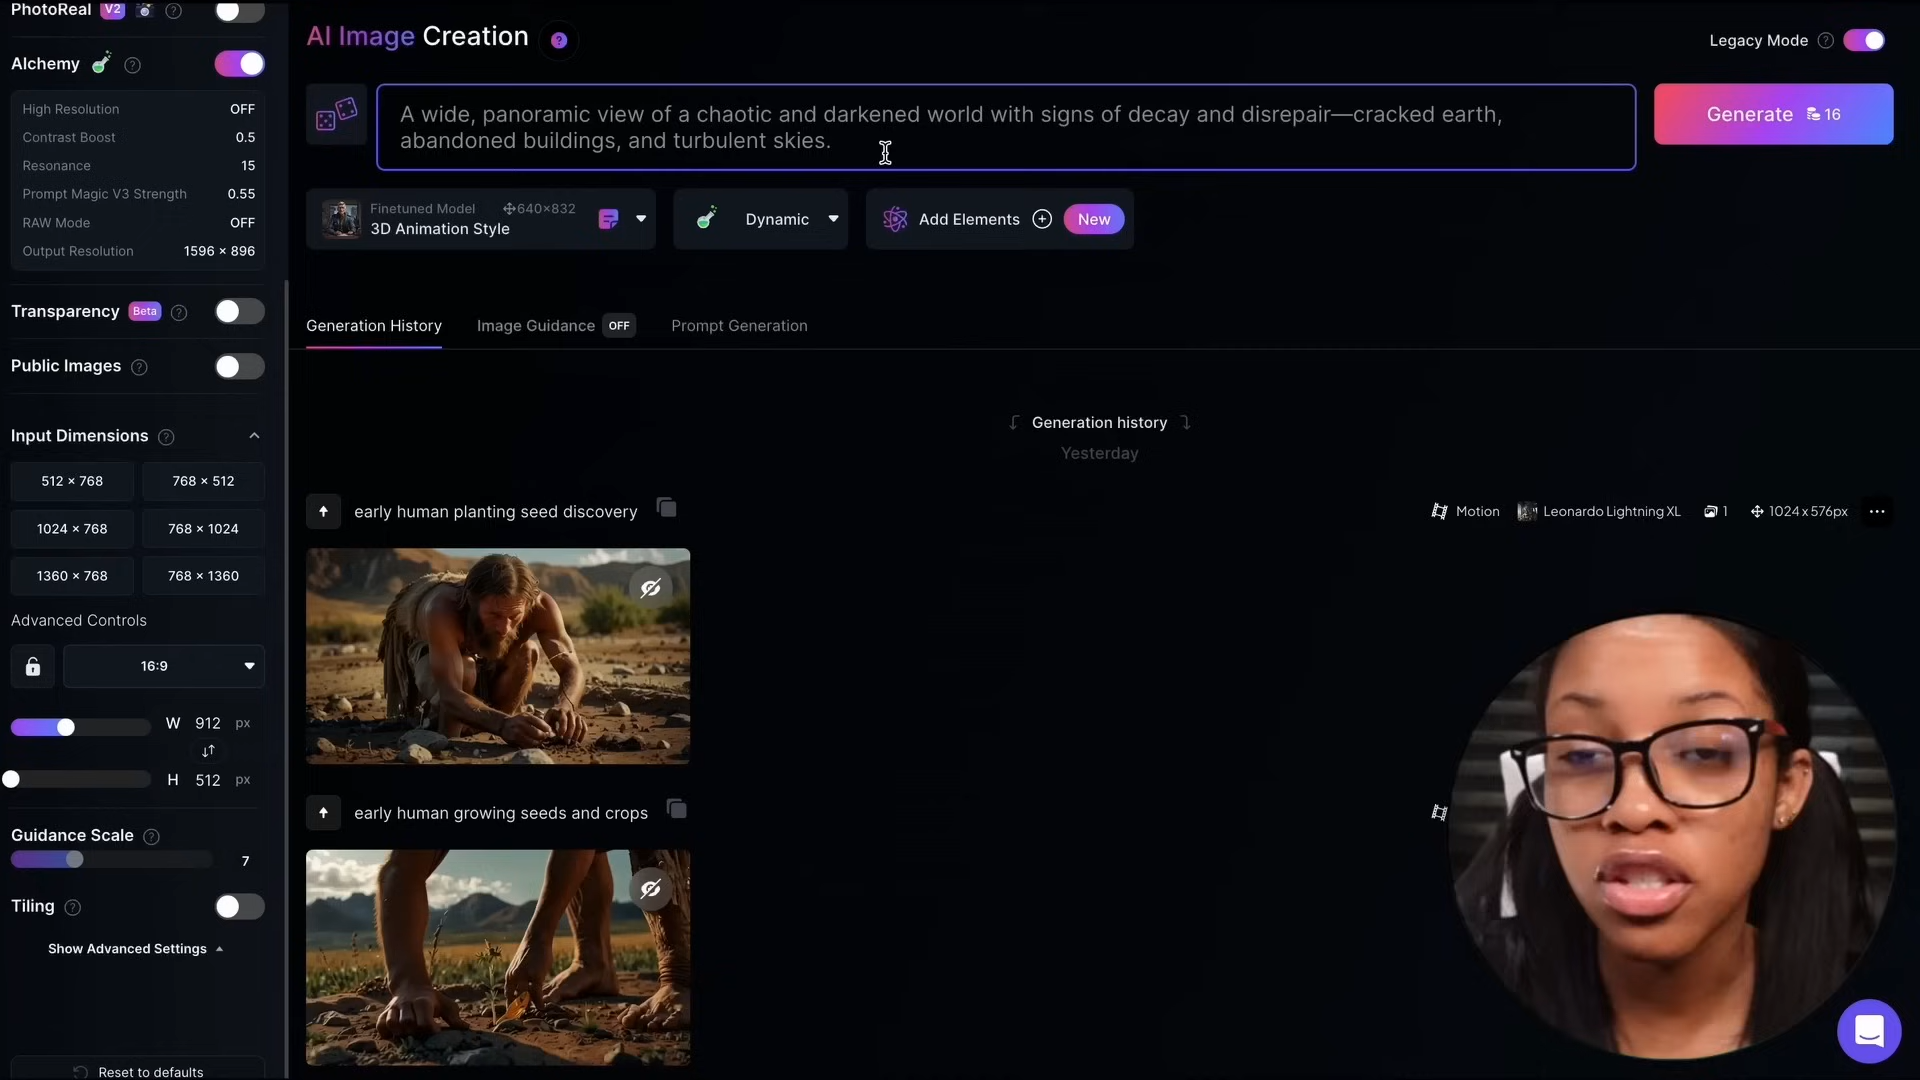 PhotoReal V2
Alchemy
High Resolution OFF
Contrast Boost 0.5
Resonance 15
Prompt Magic V3 Strength 0.55
RAW Mode OFF
Output Resolution 1596 × 896
Transparency Beta
Public Images
Input Dimensions
512 × 768 768 × 512
1024 × 768 768 × 1024
1360 × 768 768 × 1360
Advanced Controls
16:9
W 912 px
H 512 px
Guidance Scale
7
Tiling
Show Advanced Settings
Reset to defaults
AI Image Creation ?
Legacy Mode ?
A wide, panoramic view of a chaotic and darkened world with signs of decay and disrepair—cracked earth,
abandoned buildings, and turbulent skies.
Generate 16
Finetuned Model 640×832
3D Animation Style
Dynamic
Add Elements New
Generation History Image Guidance OFF Prompt Generation
Generation history
Yesterday
early human planting seed discovery
Motion Leonardo Lightning XL 1 1024 x 576px
early human growing seeds and crops